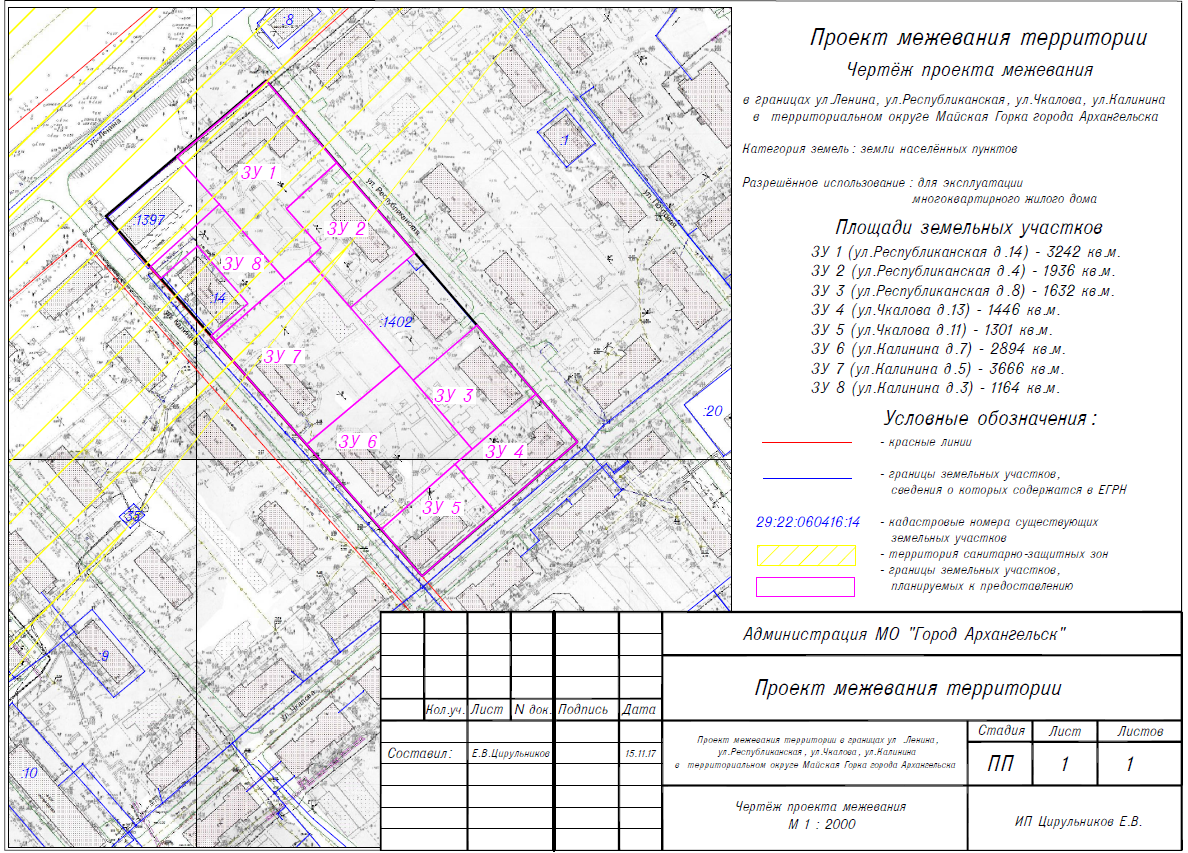 Проект межевания территории
Чертёж проекта межевания
в границах ул.Ленина, ул.Республиканская, ул.Чкалова, ул.Калинина
в территориальном округе Майская Горка города Архангельска
Категория земель: земли населённых пунктов
Разрешённое использование: для эксплуатации
многоквартирного жилого дома
Площади земельных участков
ЗУ 1 (ул.Республиканская д.14) - 3242 кв.м.
ЗУ 2 (ул.Республиканская д.4) - 1936 кв.м.
ЗУ 3 (ул.Республиканская д.8) - 1632 кв.м.
ЗУ 4 (ул.Чкалова д.13) - 1446 кв.м.
ЗУ 5 (ул.Чкалова д.11) - 1301 кв.м.
ЗУ 6 (ул.Калинина д.7) - 2894 кв.м.
ЗУ 7 (ул.Калинина д.5) - 3666 кв.м.
ЗУ 8 (ул.Калинина д.3) - 1164 кв.м.
Условные обозначения:
- красные линии
- границы земельных участков,
сведения о которых содержатся в ЕГРН
29:22:060416:14 - кадастровые номера существующих
земельных участков
- территория санитарно-защитных зон
- границы земельных участков,
планируемых к предоставлению
:8
ул. Ленина
:1
ЗУ 1
ул. Республиканская
:1397
ЗУ 2
ЗУ 8
:14
:1402
ЗУ 7
ЗУ 3
:20
ЗУ 6
ЗУ 4
ЗУ 5
:35
:9
ул. Чкалова
:10
Кол.уч. Лист N док. Подпись Дата
Составил: Е.В.Цирульников 15.11.17
Администрация МО "Город Архангельск"
Проект межевания территории
Проект межевания территории в границах ул .Ленина,
ул.Республиканская, ул.Чкалова, ул.Калинина
в территориальном округе Майская Горка города Архангельска
Стадия Лист Листов
ПП 1 1
Чертёж проекта межевания
М 1 : 2000
ИП Цирульников Е.В.